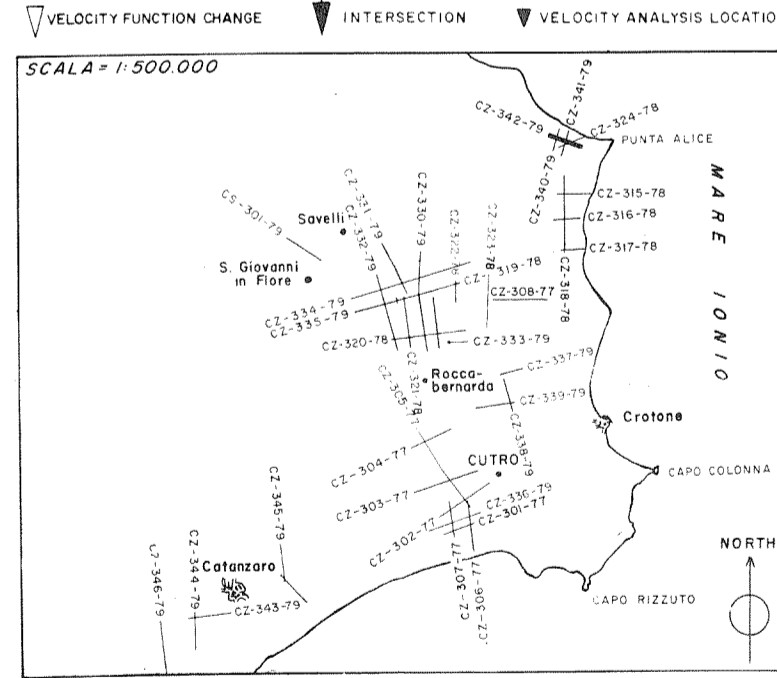 VELOCITY FUNCTION CHANGE
INTERSECTION
VELOCITY ANALYSIS LOCATIO
SCALA = 1:500.000
CZ-341-79
CZ-342-79
CZ-324-78
PUNTA ALICE
CZ-340-79
CZ-315-78
CZ-316-78
CZ-317-78
CZ-318-78
MARE IONIO
CZ-331-79
CZ-332-79
CZ-330-79
CZ-322-78
CZ-323-78
CS-301-79
Savelli
S. Giovanni
in Fiore
CZ-319-78
CZ-334-79
CZ-335-79
CZ-308-77
CZ-320-78
CZ-333-79
CZ-321-78
CZ-305-77
Rocca-
bernarda
CZ-337-79
CZ-339-79
CZ-338-79
Crotone
CZ-304-77
CUTRO
CAPO COLONNA
CZ-303-77
CZ-336-79
CZ-301-77
CZ-302-77
CZ-345-79
CZ-344-79
-346-79
Catanzaro
CZ-343-79
CZ-307-77
CZ-306-77
CAPO RIZZUTO
NORTH